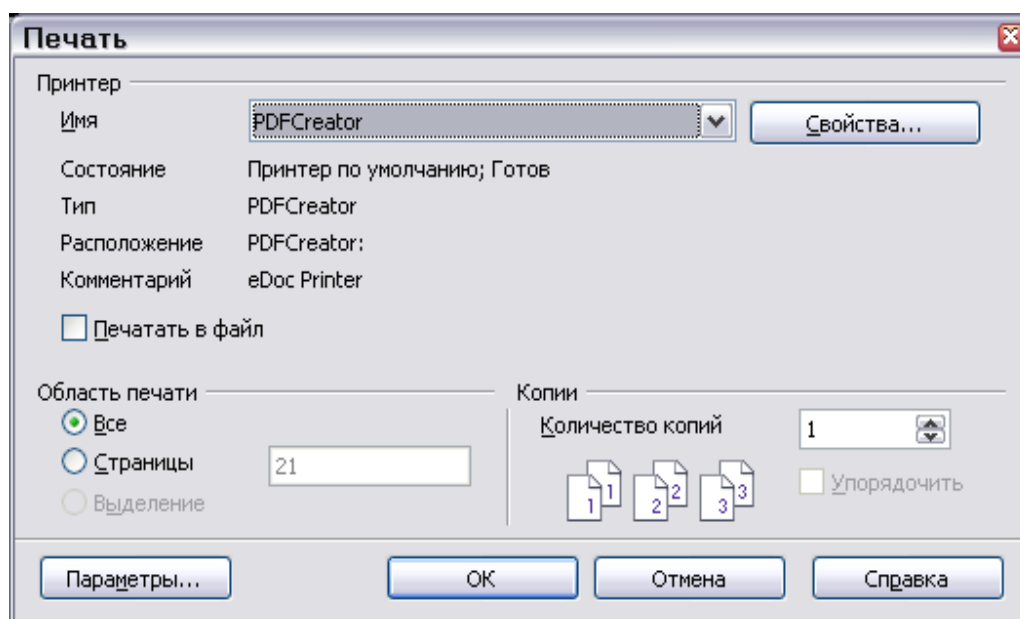 Печать
Принтер
Имя PDFCreator Свойства...
Состояние Принтер по умолчанию; Готов
Тип PDFCreator
Расположение PDFCreator:
Комментарий eDoc Printer
Печатать в файл
Область печати Копии
Все Количество копий 1
Страницы 21
1 1 2 2 3 3 Упорядочить
Выделение
Параметры... ОК Отмена Справка